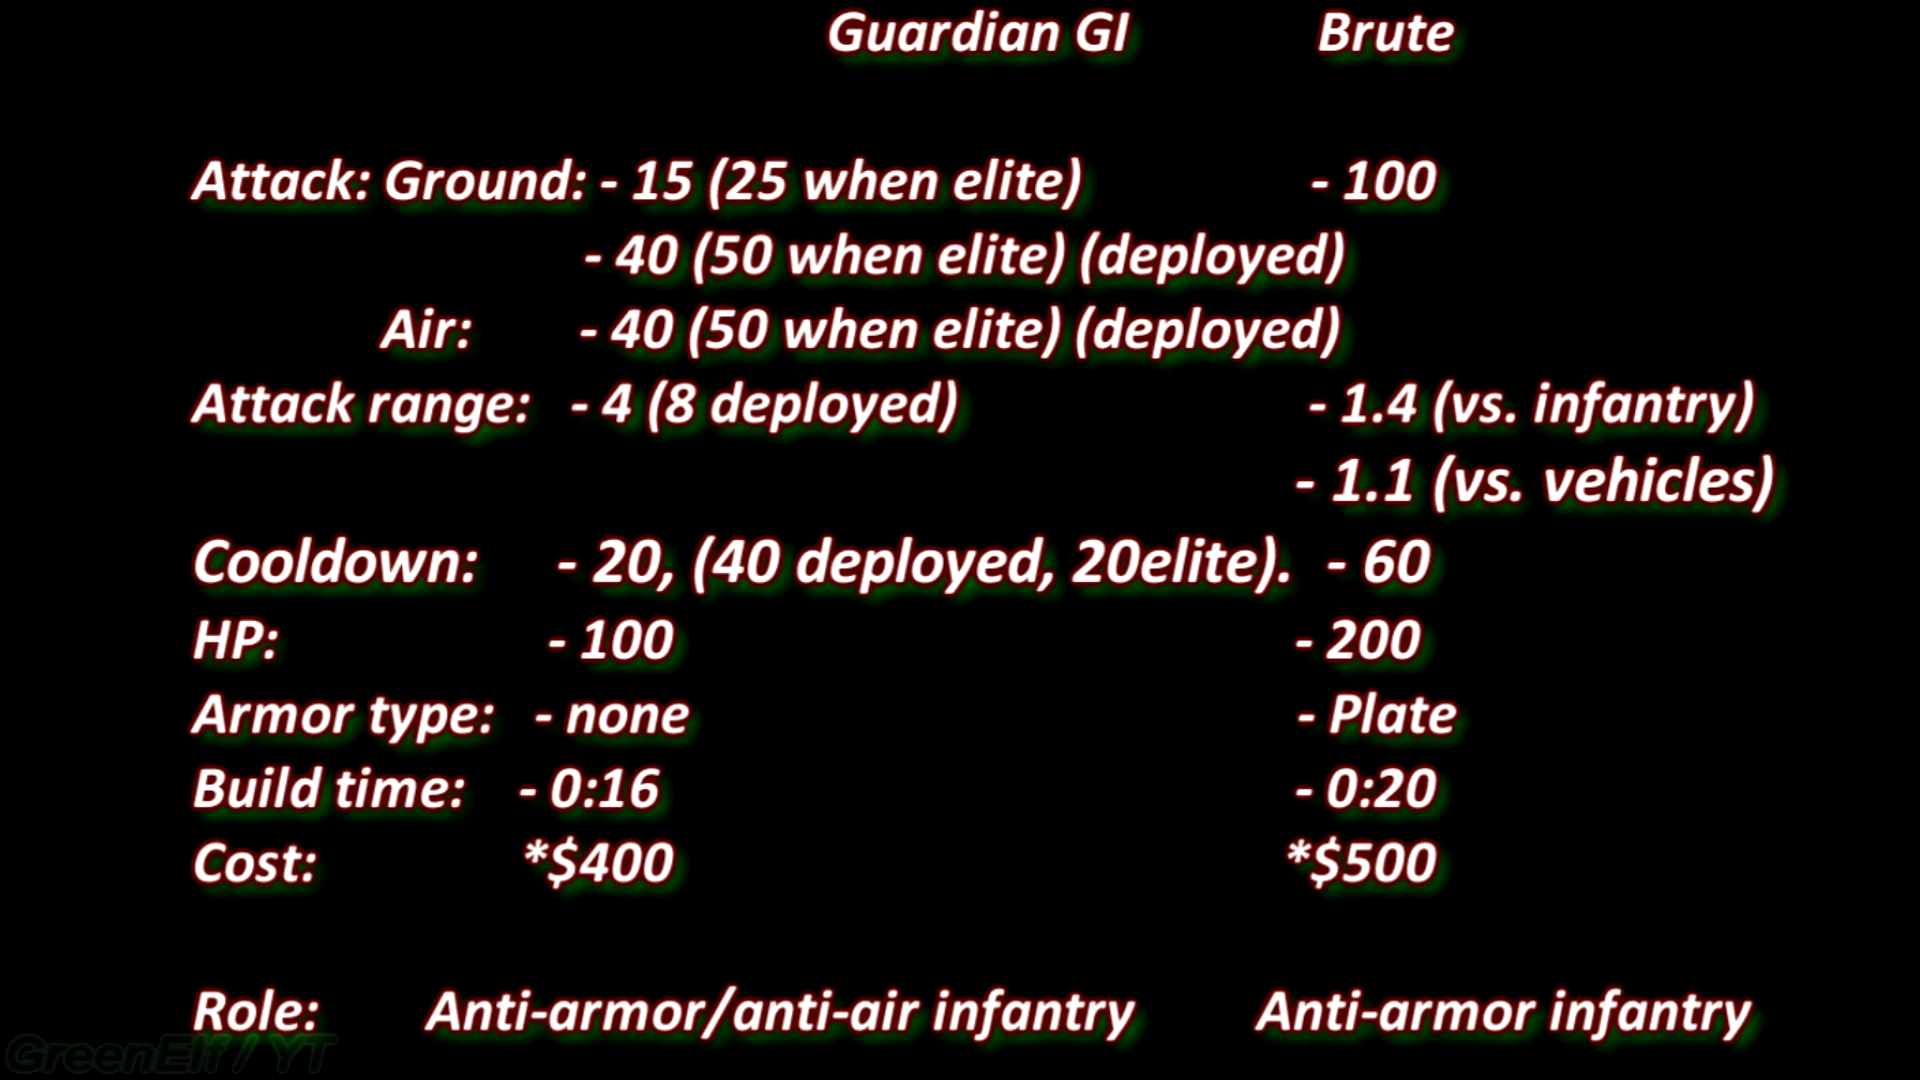 Guardian GI Brute
Attack: Ground: - 15 (25 when elite) - 100
- 40 (50 when elite) (deployed)
Air: - 40 (50 when elite) (deployed)
Attack range: - 4 (8 deployed) - 1.4 (vs. infantry)
- 1.1 (vs. vehicles)
Cooldown: - 20, (40 deployed, 20elite). - 60
HP: - 100 - 200
Armor type: - none - Plate
Build time: - 0:16 - 0:20
Cost: *$400 *$500
Role: Anti-armor/anti-air infantry Anti-armor infantry
GreenElf / YT